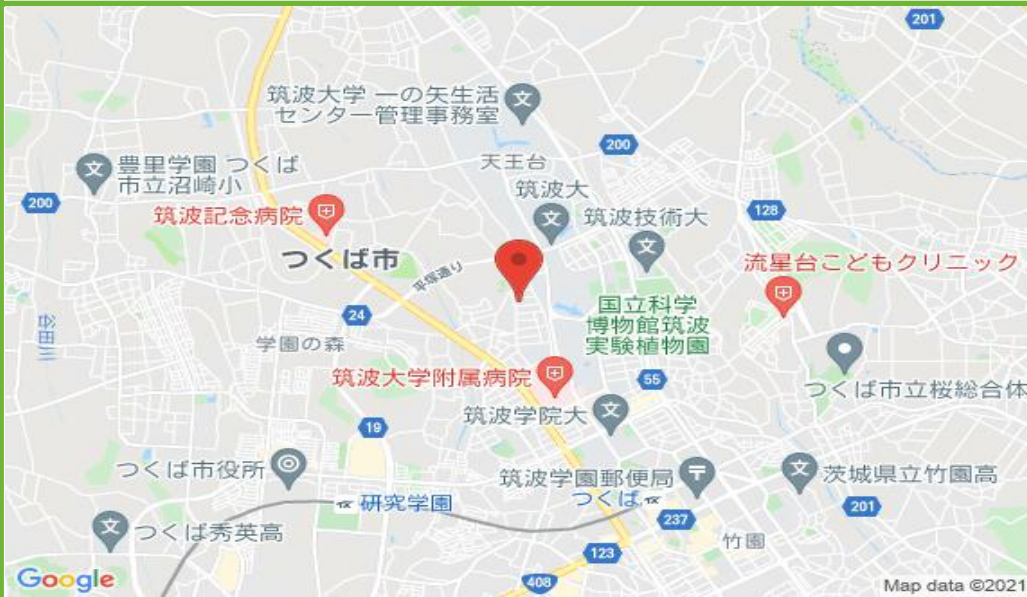 201
筑波大学 一の矢生活
センター管理事務室
200
天王台
豊里学園 つくば
市立沼崎小
200
筑波大
128
筑波記念病院
筑波技術大
つくば市
平塚通り
流星台こどもクリニック
国立科学
博物館筑波
実験植物園
24
谷田川
学園の森
筑波大学附属病院
55
つくば市立桜総合体
筑波学院大
19
つくば市役所
筑波学園郵便局
茨城県立竹園高
つくば
研究学園
201
237
つくば秀英高
竹園
123
408
Google
Map data ©2021